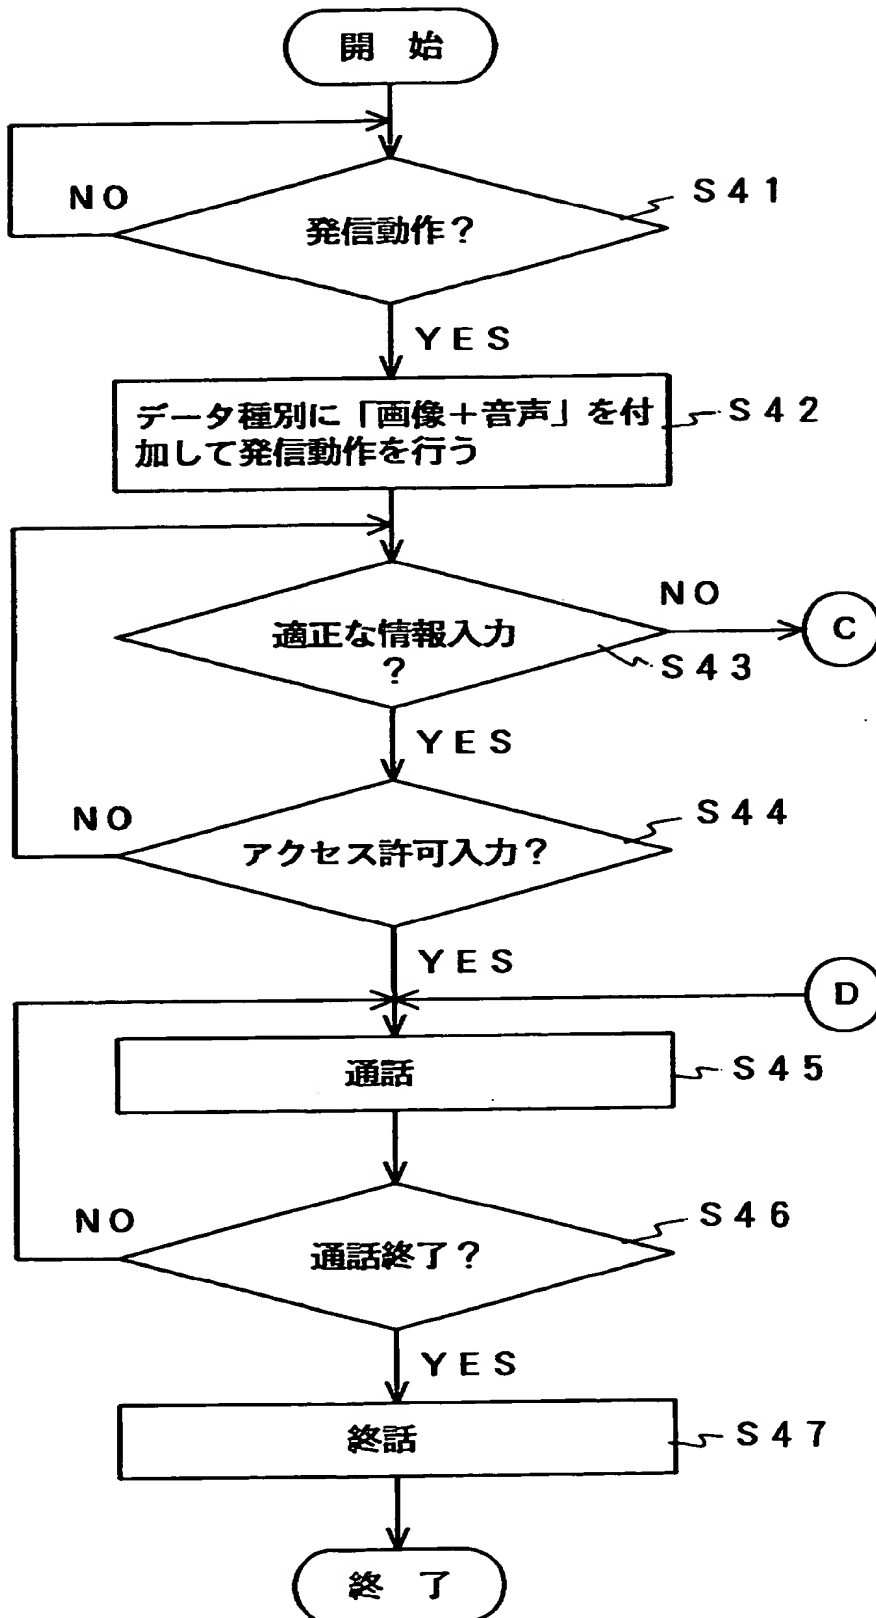 開 始
NO
発信動作?
S41
YES
データ種別に「画像+音声」を付
加して発信動作を行う
S42
NO
C
適正な情報入力
?
S43
YES
NO
アクセス許可入力?
S44
YES
D
通話
S45
NO
通話終了?
S46
YES
終話
S47
終 了